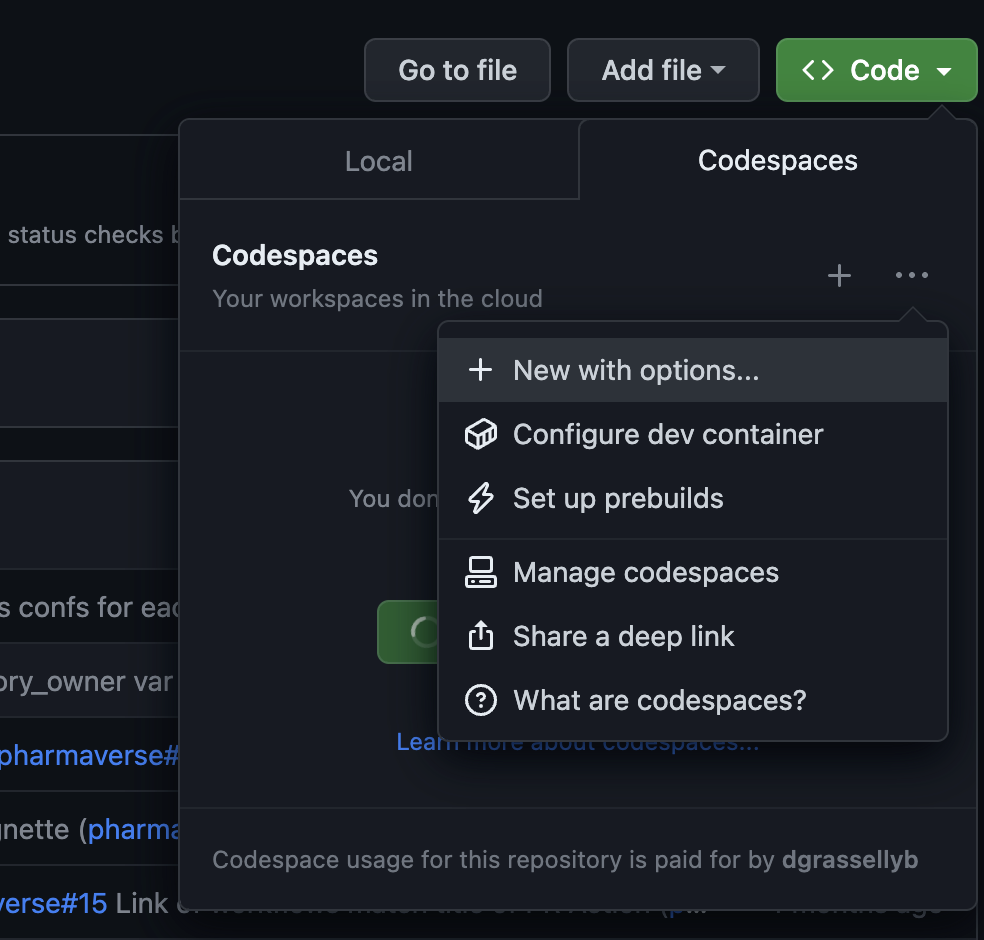 Go to file
Add file
Code
Local
Codespaces
status checks
Codespaces
Your workspaces in the cloud
New with options...
Configure dev container
You
Set up prebuilds
Manage codespaces
s confs for
Share a deep link
ory_owner var
What are codespaces?
Learn more about codespaces...
pharmaverse#
gnette (pharma
Codespace usage for this repository is paid for by dgrassellyb
verse#15 Link
months ago